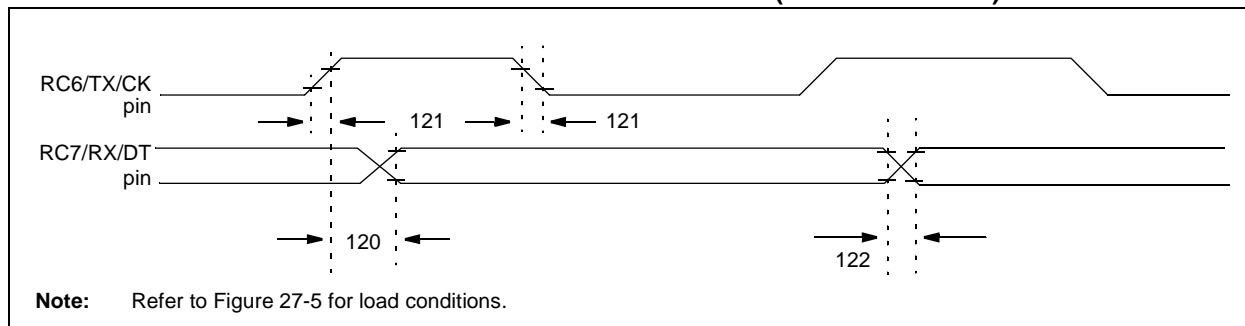 RC6/TX/CK
pin
121 121
RC7/RX/DT
pin
120
122
Note: Refer to Figure 27-5 for load conditions.